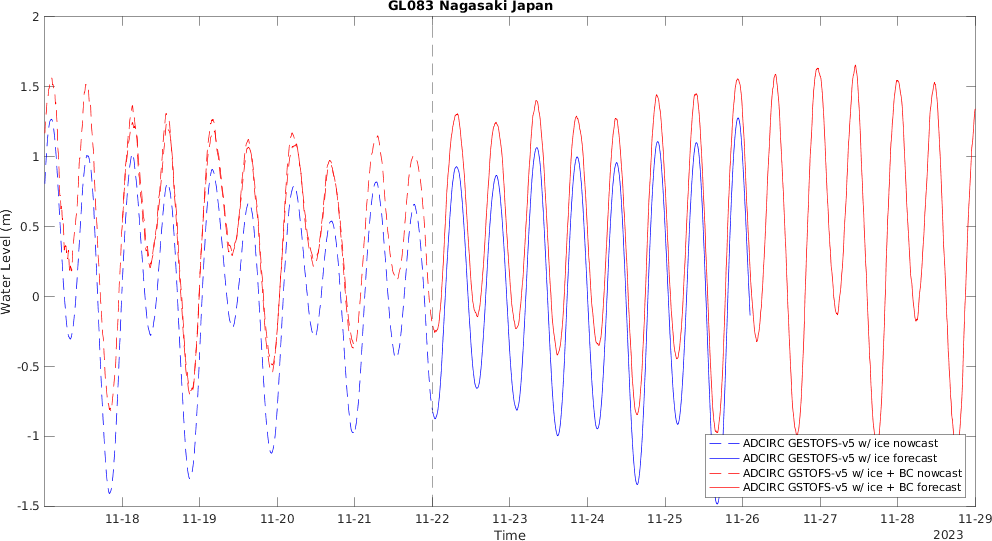 GL083 Nagasaki Japan
Water Level (m)
2
1.5
1
0.5
0
-0.5
-1
-1.5
ADCIRC GESTOFS-v5 w/ ice nowcast
ADCIRC GESTOFS-v5 w/ ice forecast
ADCIRC GSTOFS-v5 w/ ice + BC nowcast
ADCIRC GSTOFS-v5 w/ ice + BC forecast
11-18 11-19 11-20 11-21 11-22 11-23 11-24 11-25 11-26 11-27 11-28 11-29
Time
2023